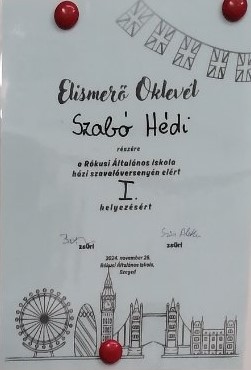 Elismerő Oklevél
Szabó Hédi
részére
a Rókusi Általános Iskola
házi szavalóversenyén elért
I.
helyezésért
zsűri zsűri
2024. november 26.
Rókusi Általános Iskola,
Szeged